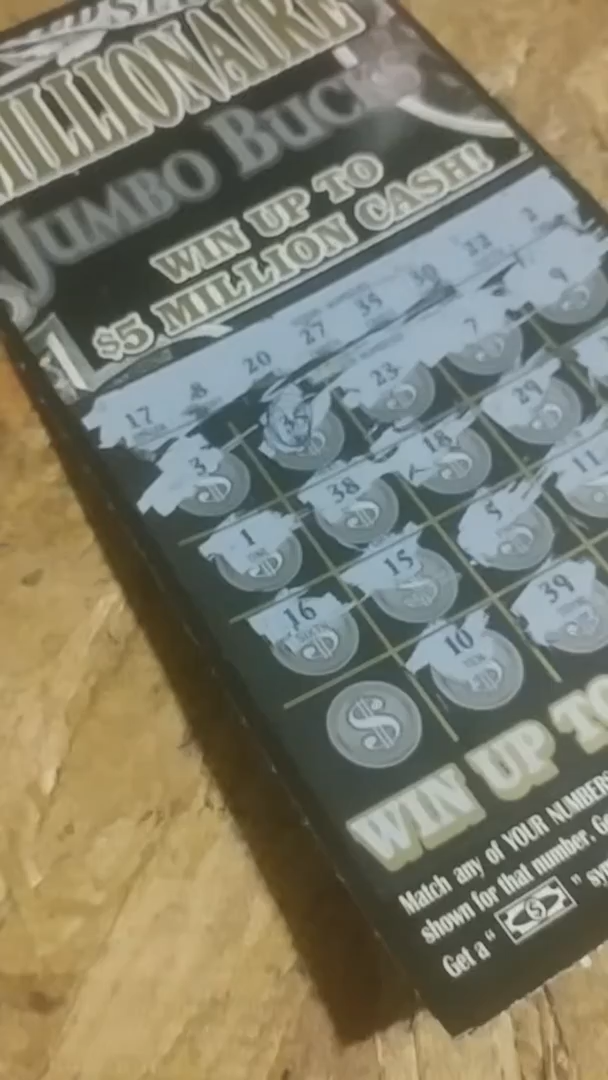 MILLIONAIRE
JUMBO BUCKS
WIN UP TO
$5 MILLION CASH!
17 8 20 27 35 30 22 2
3 35 23 7 9
1 38 18 29
16 15 5 11
10 39
WIN UP TO
Match any of YOUR NUMBERS
shown for that number.
Get a "$"